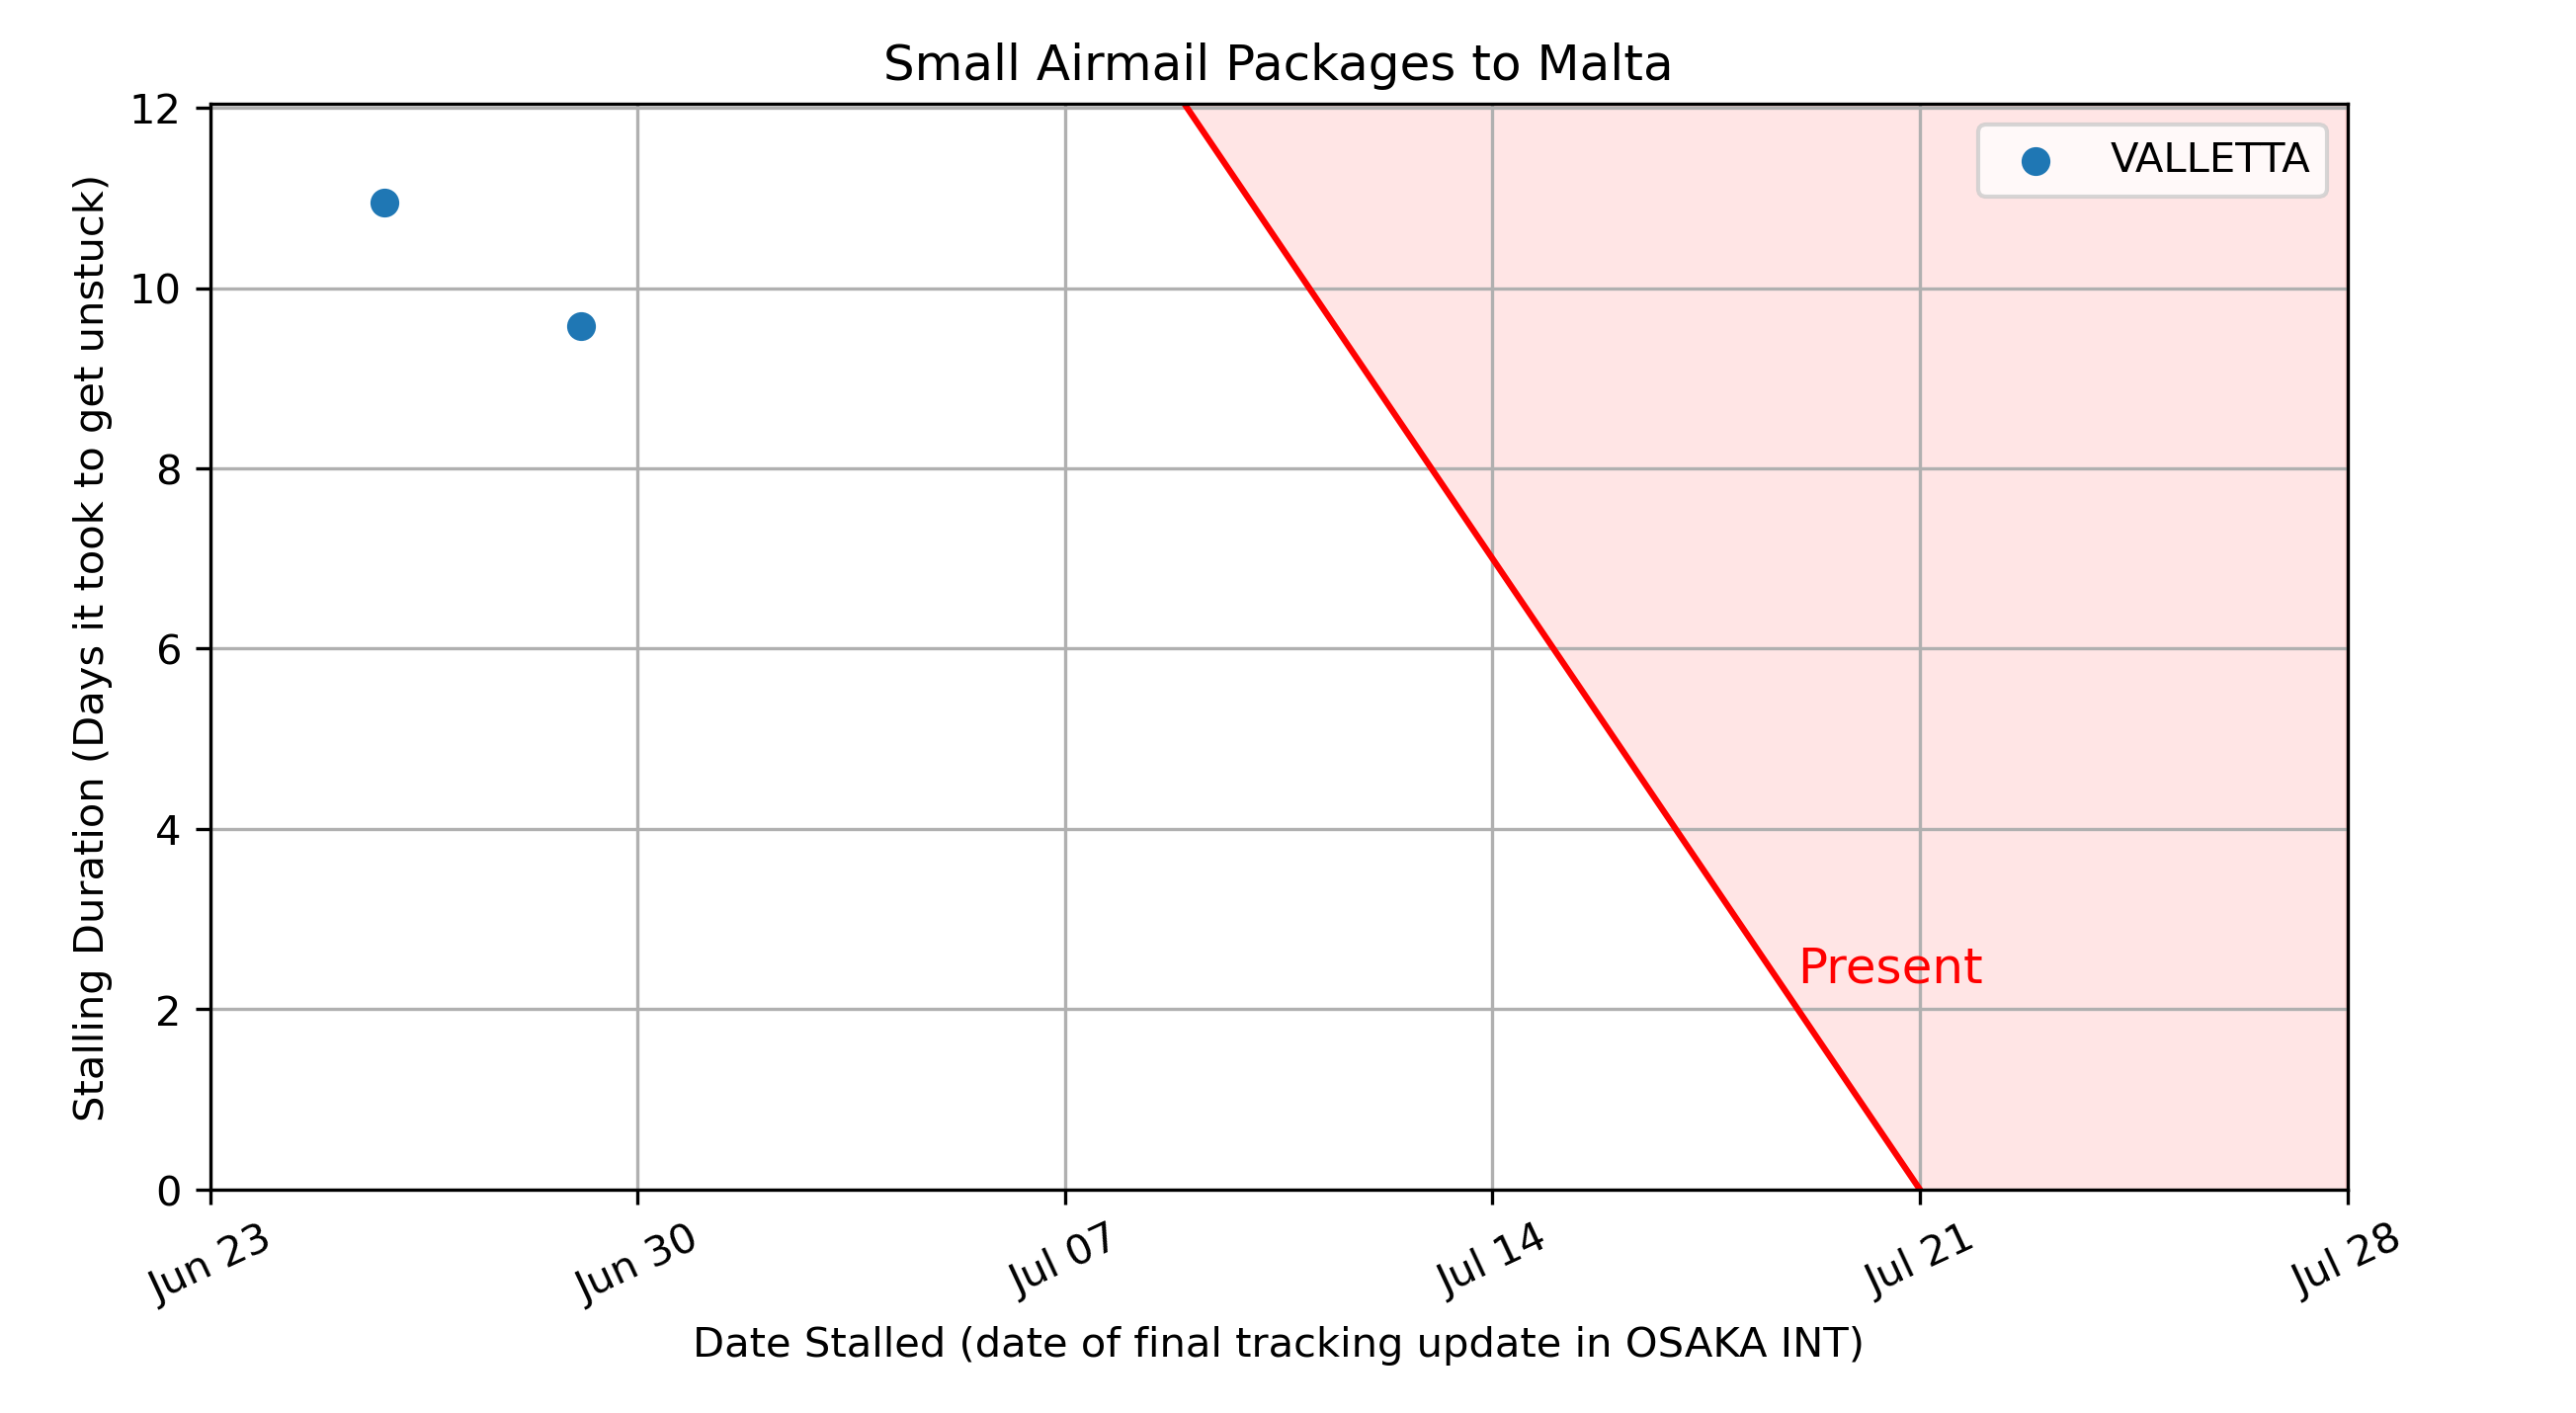 Small Airmail Packages to Malta
VALLETTA
Stalling Duration (Days it took to get unstuck)
12
10
8
6
4
2
0
Present
Jun 23
Jun 30
Jul 07
Jul 14
Jul 21
Jul 28
Date Stalled (date of final tracking update in OSAKA INT)